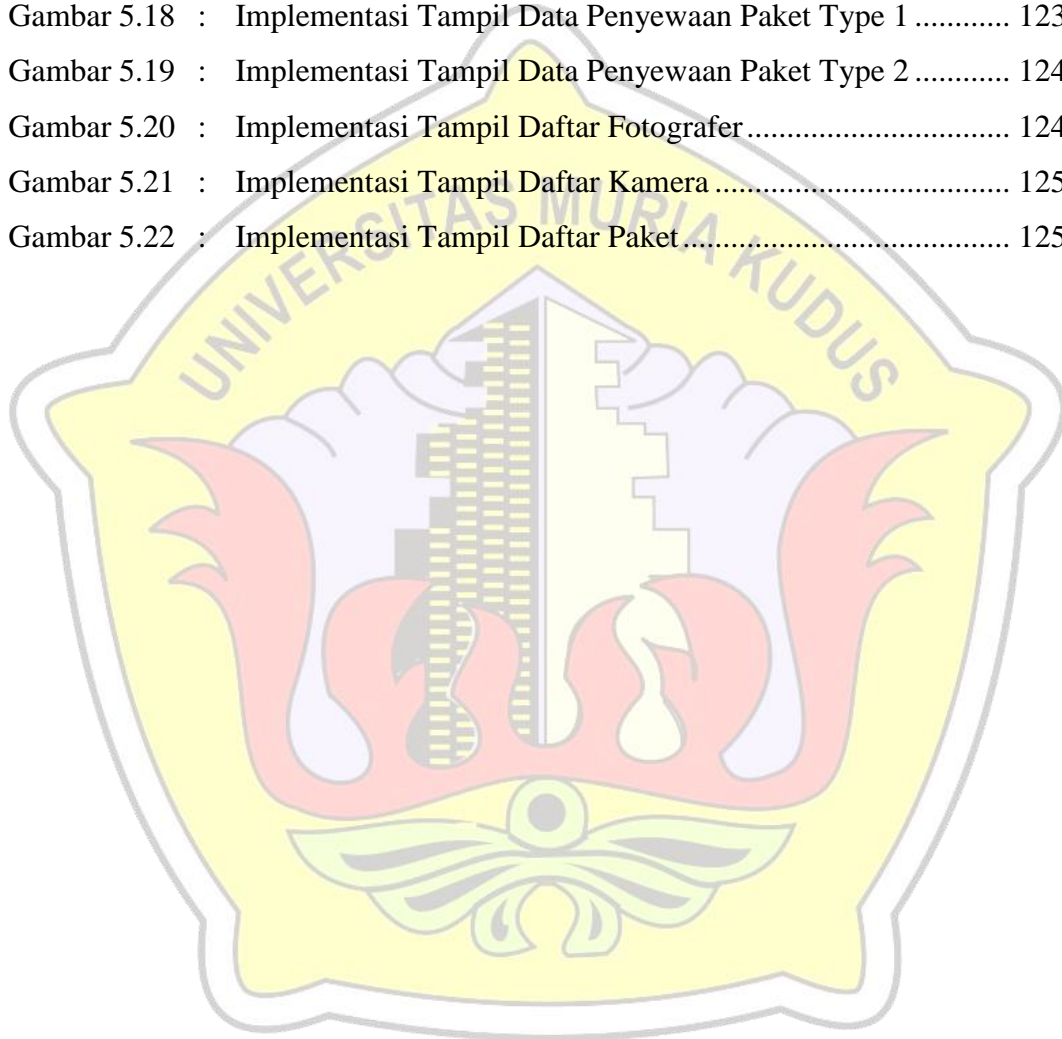 Gambar 5.18 : Implementasi Tampil Data Penyewaan Paket Type 1 ........... 123
Gambar 5.19 : Implementasi Tampil Data Penyewaan Paket Type 2 ........... 124
Gambar 5.20 : Implementasi Tampil Daftar Fotografer ............................... 124
Gambar 5.21 : Implementasi Tampil Daftar Kamera ................................... 125
Gambar 5.22 : Implementasi Tampil Daftar Paket ....................................... 125
UNIVERSITAS MURIA KUDUS